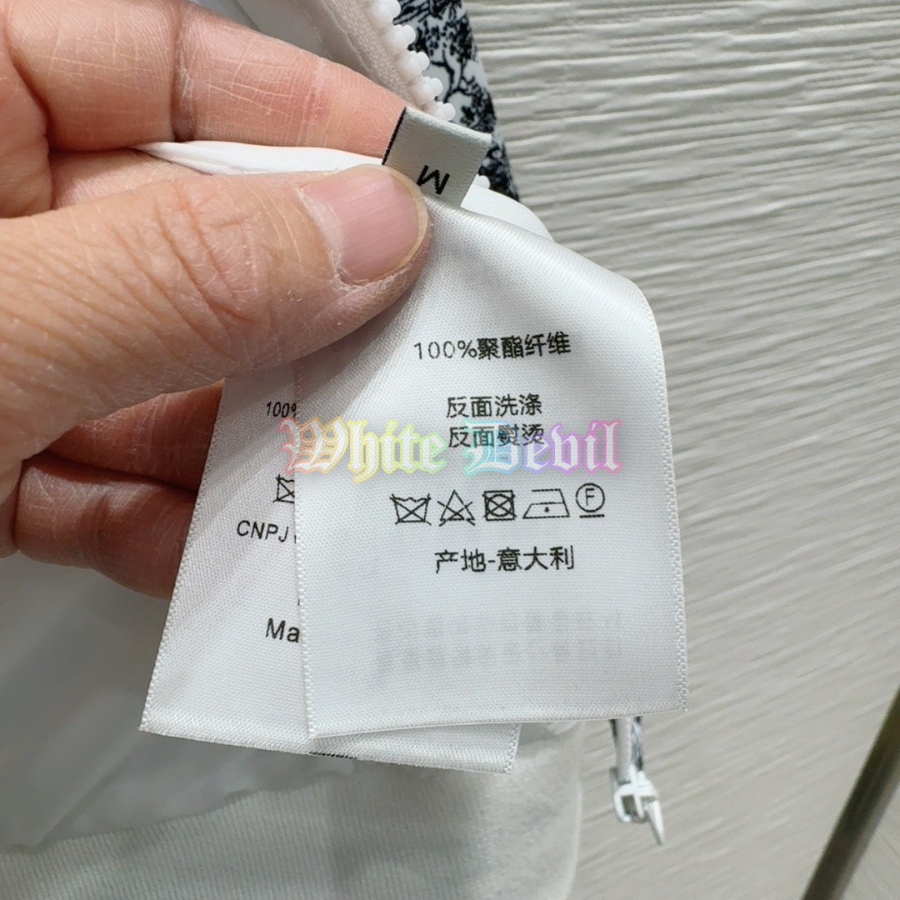 M
100%聚酯纤维
反面洗涤
反面熨烫
White Devil
F
产地-意大利
100%
CNPJ
Ma